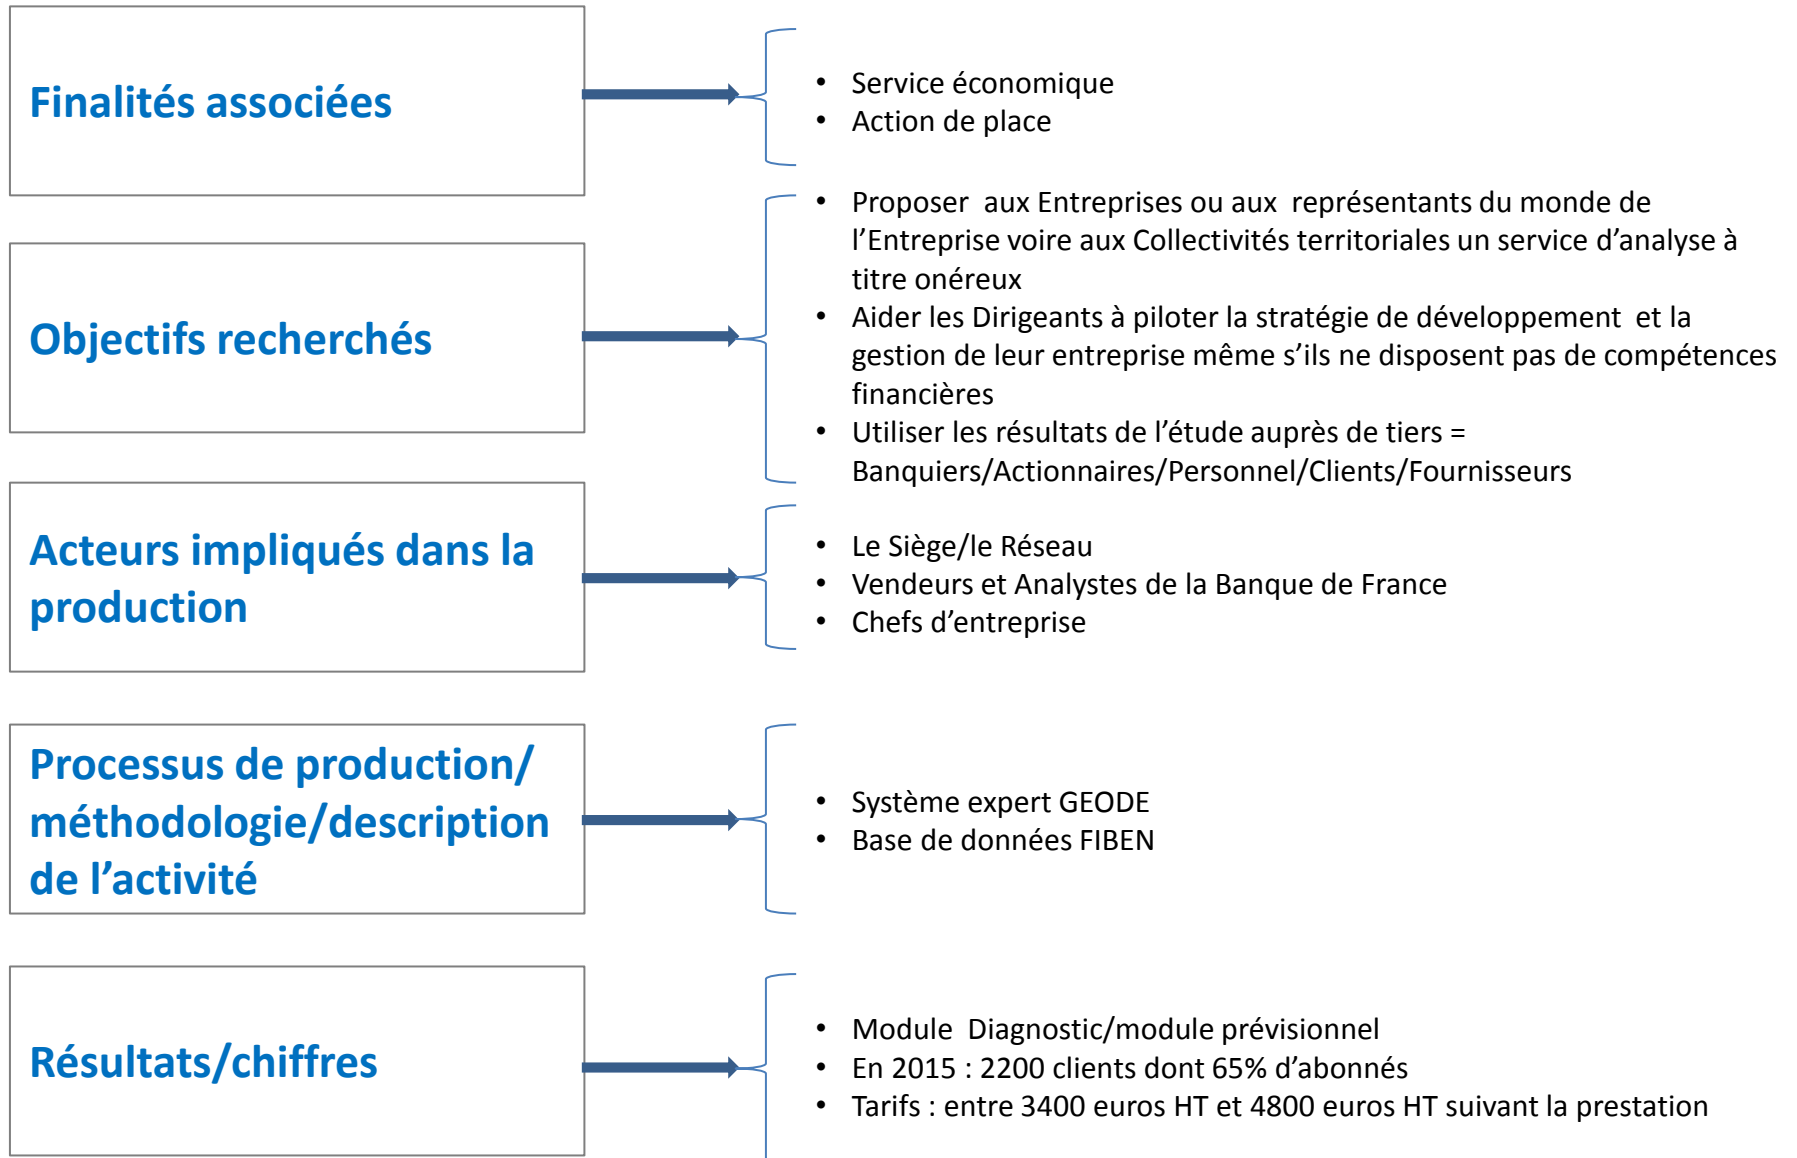 Finalités associées
• Service économique
• Action de place
Objectifs recherchés
• Proposer aux Entreprises ou aux représentants du monde de
l’Entreprise voire aux Collectivités territoriales un service d’analyse à
titre onéreux
• Aider les Dirigeants à piloter la stratégie de développement et la
gestion de leur entreprise même s’ils ne disposent pas de compétences
financières
• Utiliser les résultats de l’étude auprès de tiers =
Banquiers/Actionnaires/Personnel/Clients/Fournisseurs
Acteurs impliqués dans la
production
• Le Siège/le Réseau
• Vendeurs et Analystes de la Banque de France
• Chefs d’entreprise
Processus de production/
méthodologie/description
de l’activité
• Système expert GEODE
• Base de données FIBEN
Résultats/chiffres
• Module Diagnostic/module prévisionnel
• En 2015 : 2200 clients dont 65% d’abonnés
• Tarifs : entre 3400 euros HT et 4800 euros HT suivant la prestation